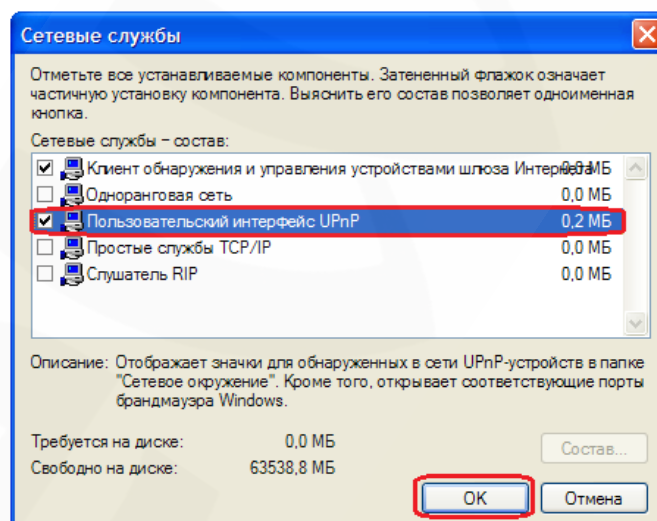 Сетевые службы
Отметьте все устанавливаемые компоненты. Затененный флажок означает
частичную установку компонента. Выяснить его состав позволяет одноименная
кнопка.
Сетевые службы – состав:
Клиент обнаружения и управления устройствами шлюза Интернета 0,0 МБ
Одноранговая сеть 0,0 МБ
Пользовательский интерфейс UPnP 0,2 МБ
Простые службы TCP/IP 0,0 МБ
Слушатель RIP 0,0 МБ
Описание: Отображает значки для обнаруженных в сети UPnP-устройств в папке
"Сетевое окружение". Кроме того, открывает соответствующие порты
брандмауэра Windows.
Требуется на диске: 0,0 МБ
Состав...
Свободно на диске: 63538,8 МБ
OK Отмена